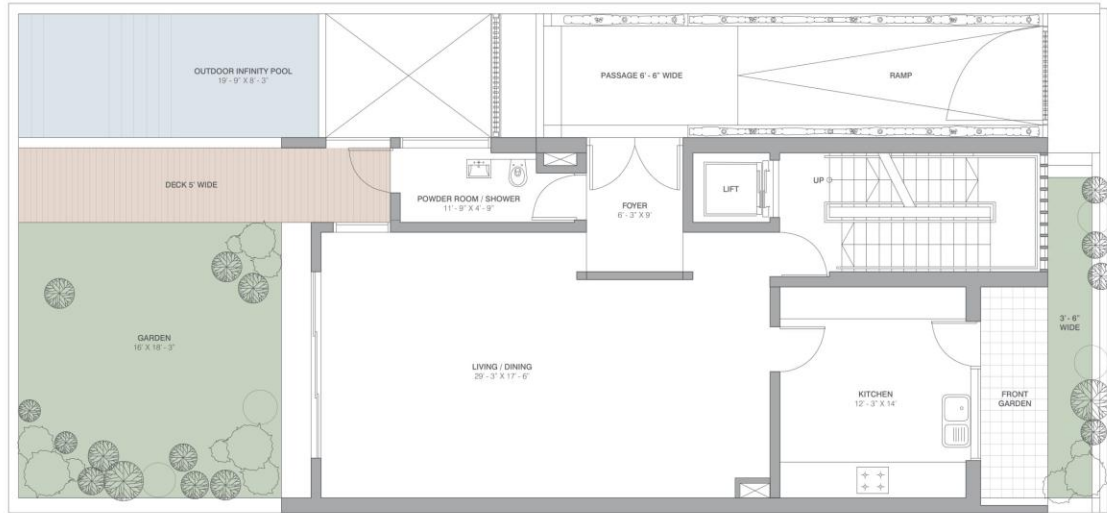 OUTDOOR INFINITY POOL
19' - 9" X 8' - 3"
PASSAGE 6' - 6" WIDE
RAMP
DECK 5' WIDE
POWDER ROOM / SHOWER
11' - 9" X 4' - 9"
FOYER
6' - 3" X 9'
LIFT
UP
GARDEN
16' X 18' - 3"
LIVING / DINING
29' - 3" X 17' - 6"
KITCHEN
12' - 3" X 14'
FRONT
GARDEN
3' - 6"
WIDE